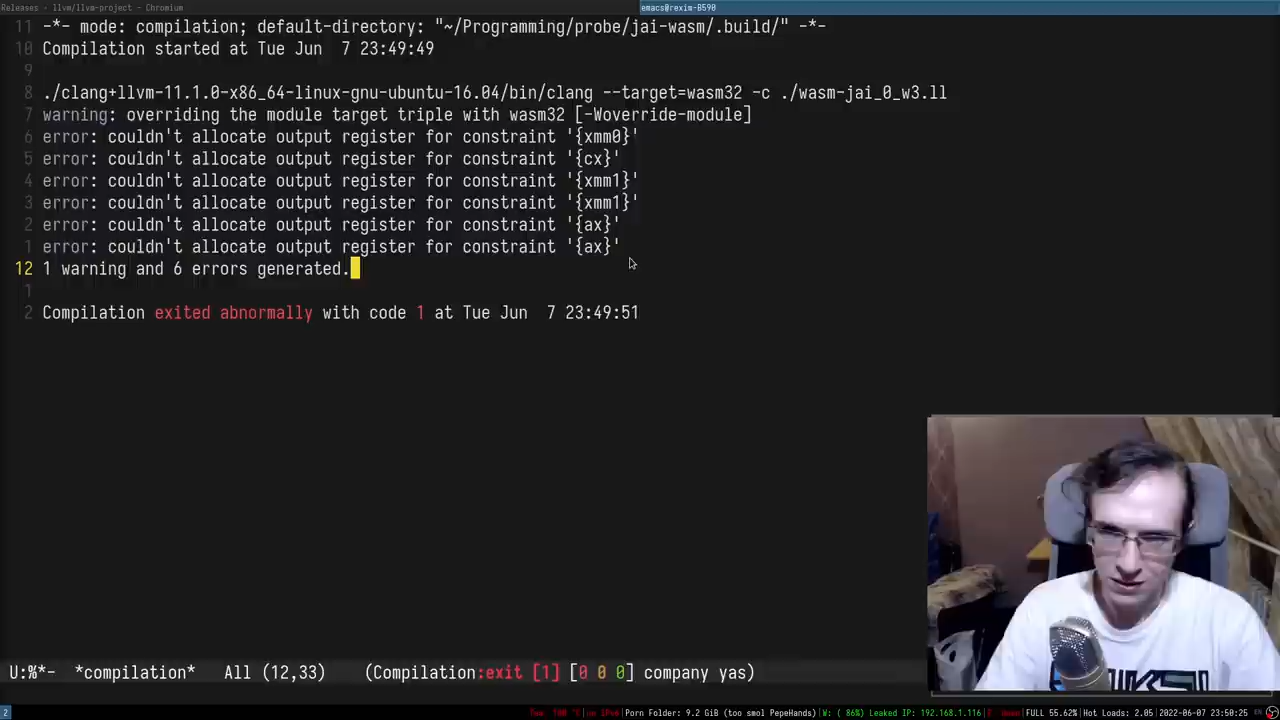 Releases · llvm/llvm-project – Chromium
emacs@rexim-B590
11 -*- mode: compilation; default-directory: "~/Programming/probe/jai-wasm/.build/" -*-
10 Compilation started at Tue Jun  7 23:49:49
9
8 ./clang+llvm-11.1.0-x86_64-linux-gnu-ubuntu-16.04/bin/clang --target=wasm32 -c ./wasm-jai_0_w3.ll
7 warning: overriding the module target triple with wasm32 [-Woverride-module]
6 error: couldn't allocate output register for constraint '{xmm0}'
5 error: couldn't allocate output register for constraint '{cx}'
4 error: couldn't allocate output register for constraint '{xmm1}'
3 error: couldn't allocate output register for constraint '{xmm1}'
2 error: couldn't allocate output register for constraint '{ax}'
1 error: couldn't allocate output register for constraint '{ax}'
12 1 warning and 6 errors generated.
1
2 Compilation exited abnormally with code 1 at Tue Jun  7 23:49:51
U:%*-  *compilation*   All (12,33)    (Compilation:exit [1] [0 0 0] company yas)
2
Porn Folder: 9.2 GiB (too smol PepeHands)|W: ( 86%) Leaked IP: 192.168.1.116|
FULL 55.62%|Hot Loads: 2.05|2022-06-07 23:50:25